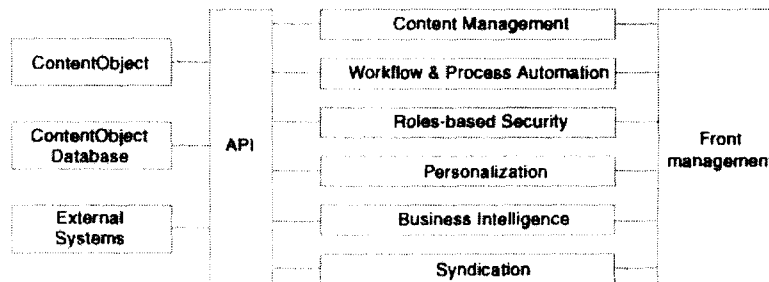 ContentObject
ContentObject
Database
External
Systems
API
Content Management
Workflow & Process Automation
Roles-based Security
Personalization
Business Intelligence
Syndication
Front
management